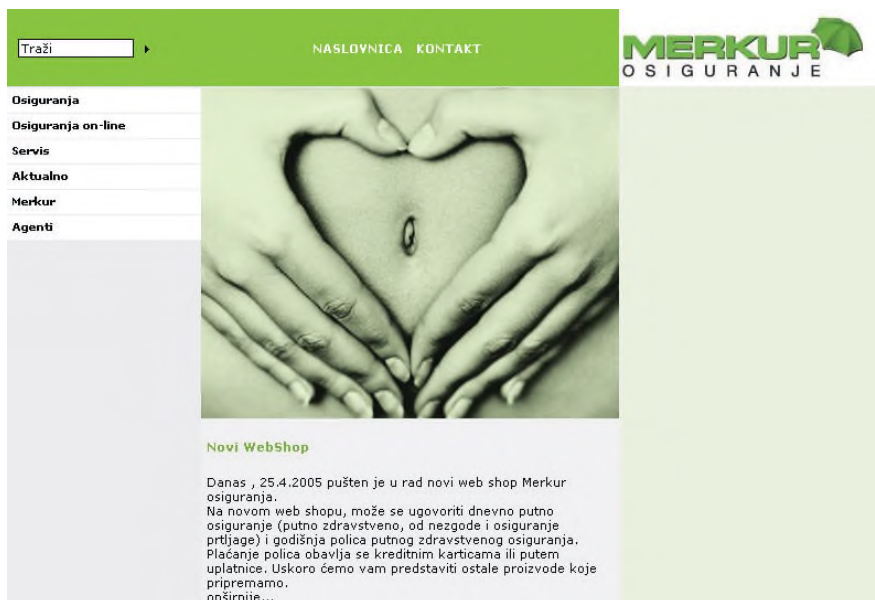 Traži
NASLOVNICA KONTAKT
MERKUR
OSIGURANJE
Osiguranja
Osiguranja on-line
Servis
Aktualno
Merkur
Agenti
Novi WebShop
Danas , 25.4.2005 pušten je u rad novi web shop Merkur
osiguranja.
Na novom web shopu, može se ugovoriti dnevno putno
osiguranje (putno zdravstveno, od nezgode i osiguranje
prtljage) i godišnja polica putnog zdravstvenog osiguranja.
Plaćanje polica obavlja se kreditnim karticama ili putem
uplatnice. Uskoro ćemo vam predstaviti ostale proizvode koje
pripremamo.
opširnije...